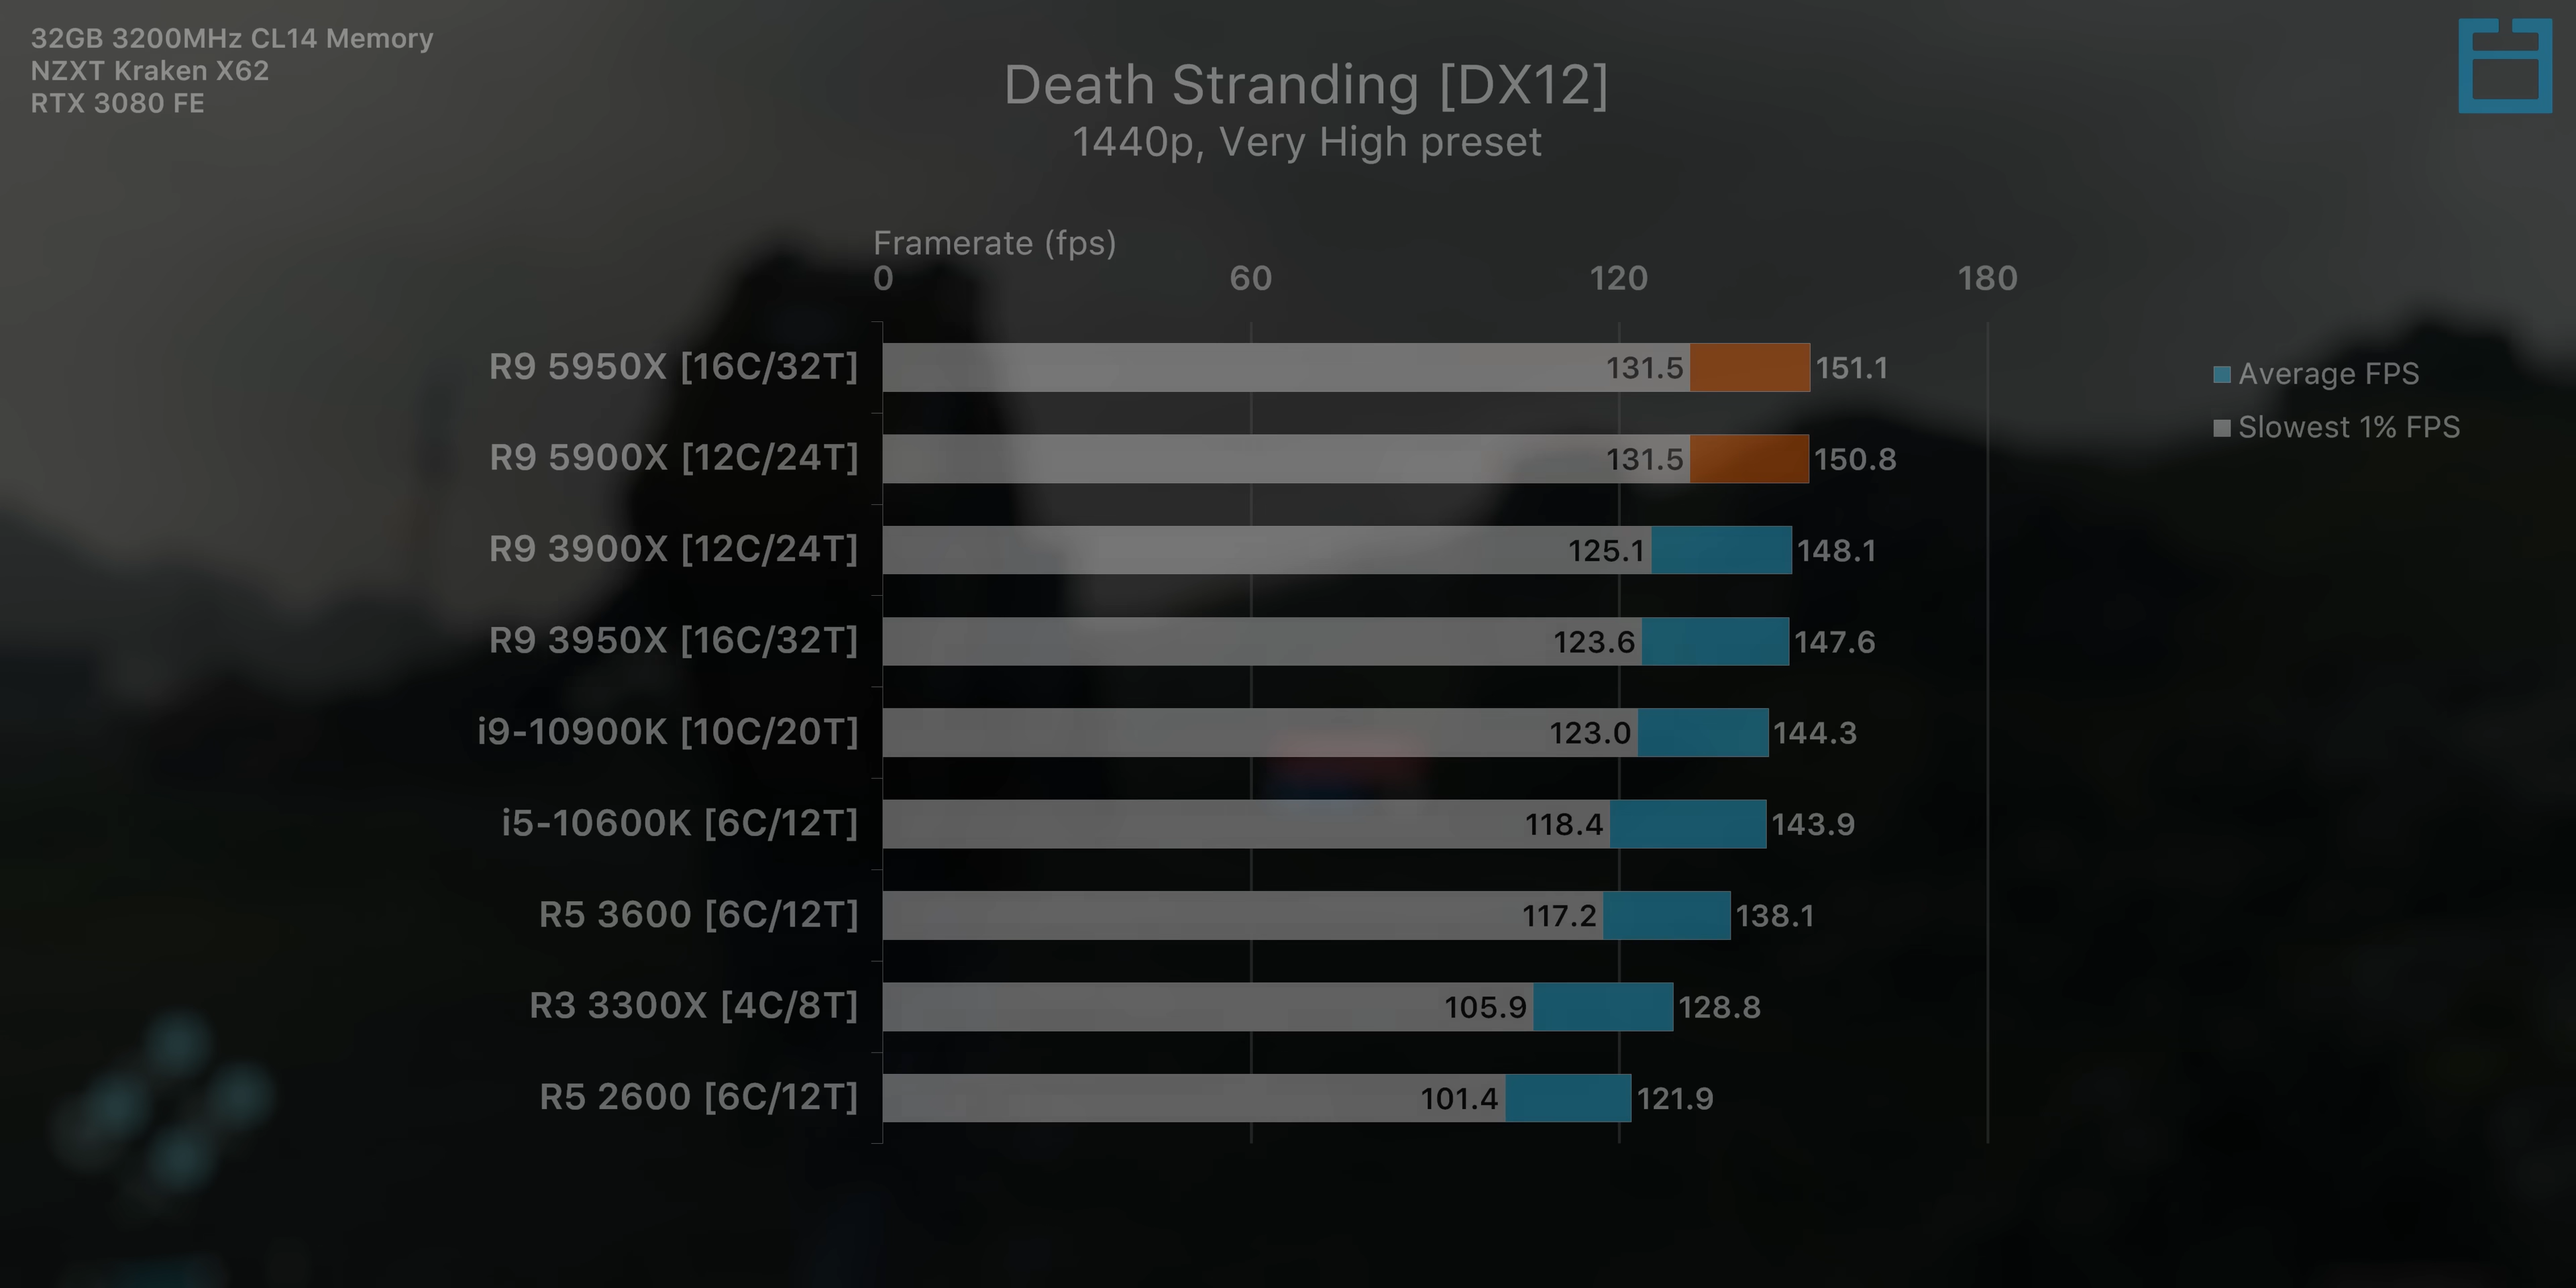 32GB 3200MHz CL14 Memory
NZXT Kraken X62
RTX 3080 FE
Death Stranding [DX12]
1440p, Very High preset
Framerate (fps)
0 60 120 180
R9 5950X [16C/32T] 131.5 151.1
R9 5900X [12C/24T] 131.5 150.8
R9 3900X [12C/24T] 125.1 148.1
R9 3950X [16C/32T] 123.6 147.6
i9-10900K [10C/20T] 123.0 144.3
i5-10600K [6C/12T] 118.4 143.9
R5 3600 [6C/12T] 117.2 138.1
R3 3300X [4C/8T] 105.9 128.8
R5 2600 [6C/12T] 101.4 121.9
Average FPS
Slowest 1% FPS